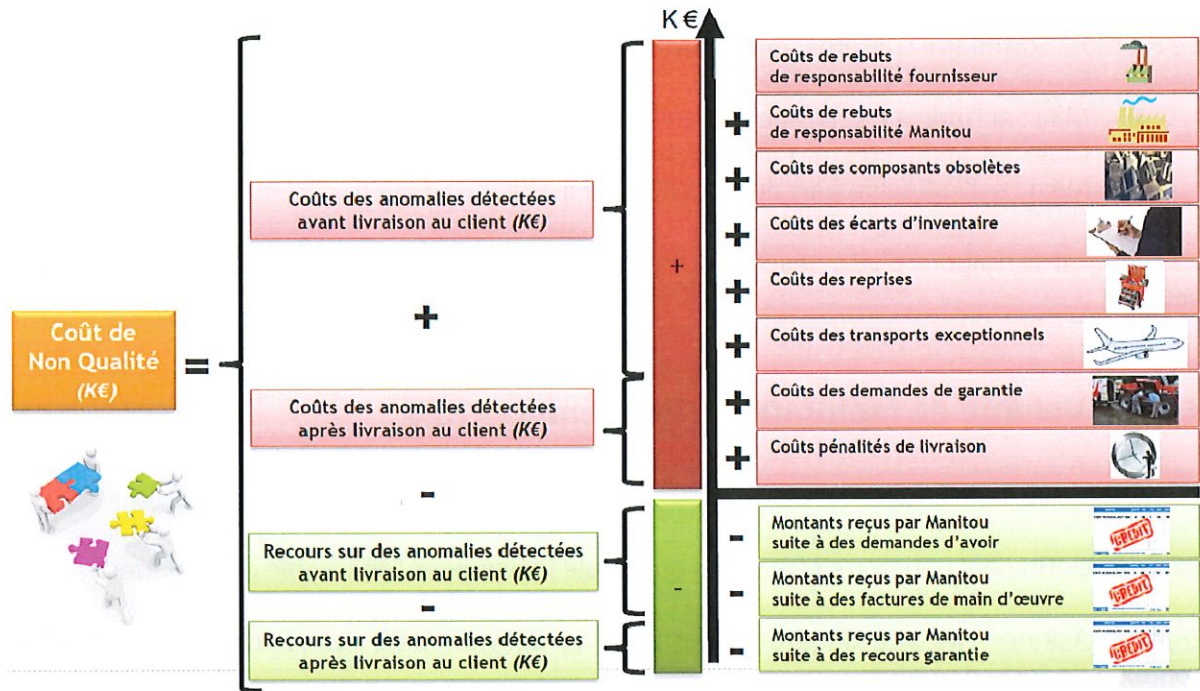 K€
Coûts de rebuts
de responsabilité fournisseur
+
Coûts de rebuts
de responsabilité Manitou
+
Coûts des composants obsolètes
Coûts des anomalies détectées
avant livraison au client (K€)
+
Coûts des écarts d'inventaire
+
+
Coûts des reprises
Coût de
Non Qualité
(K€)
=
+
+
Coûts des transports exceptionnels
Coûts des anomalies détectées
après livraison au client (K€)
+
Coûts des demandes de garantie
+
Coûts pénalités de livraison
-
Recours sur des anomalies détectées
avant livraison au client (K€)
-
-
Montants reçus par Manitou
suite à des demandes d'avoir
CREDIT
-
Montants reçus par Manitou
suite à des factures de main d'œuvre
CREDIT
-
Recours sur des anomalies détectées
après livraison au client (K€)
-
Montants reçus par Manitou
suite à des recours garantie
CREDIT